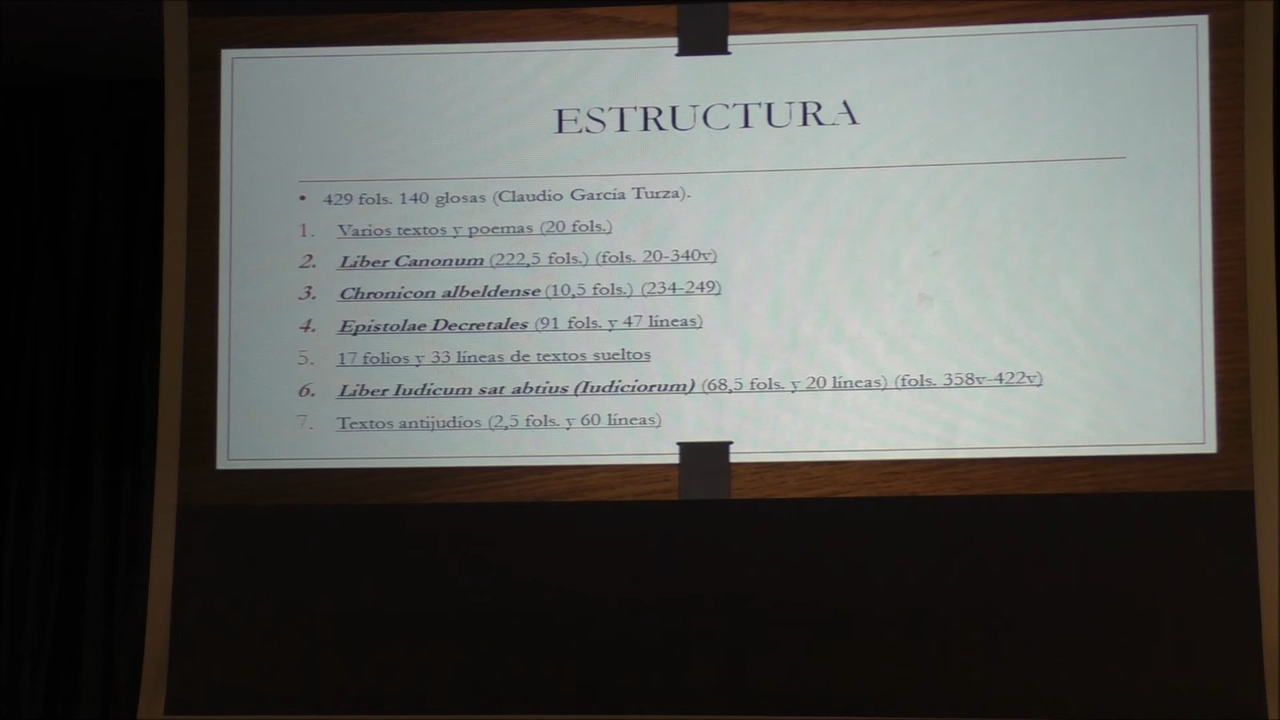 ESTRUCTURA
• 429 fols. 140 glosas (Claudio García Turza).
1. Varios textos y poemas (20 fols.)
2. Liber Canonum (222,5 fols.) (fols. 20-340v)
3. Chronicon albeldense (10,5 fols.) (234-249)
4. Epistolae Decretales (91 fols. y 47 líneas)
5. 17 folios y 33 líneas de textos sueltos
6. Liber Iudicum sat abtius (Iudiciorum) (68,5 fols. y 20 líneas) (fols. 358v-422v)
7. Textos antijudíos (2,5 fols. y 60 líneas)